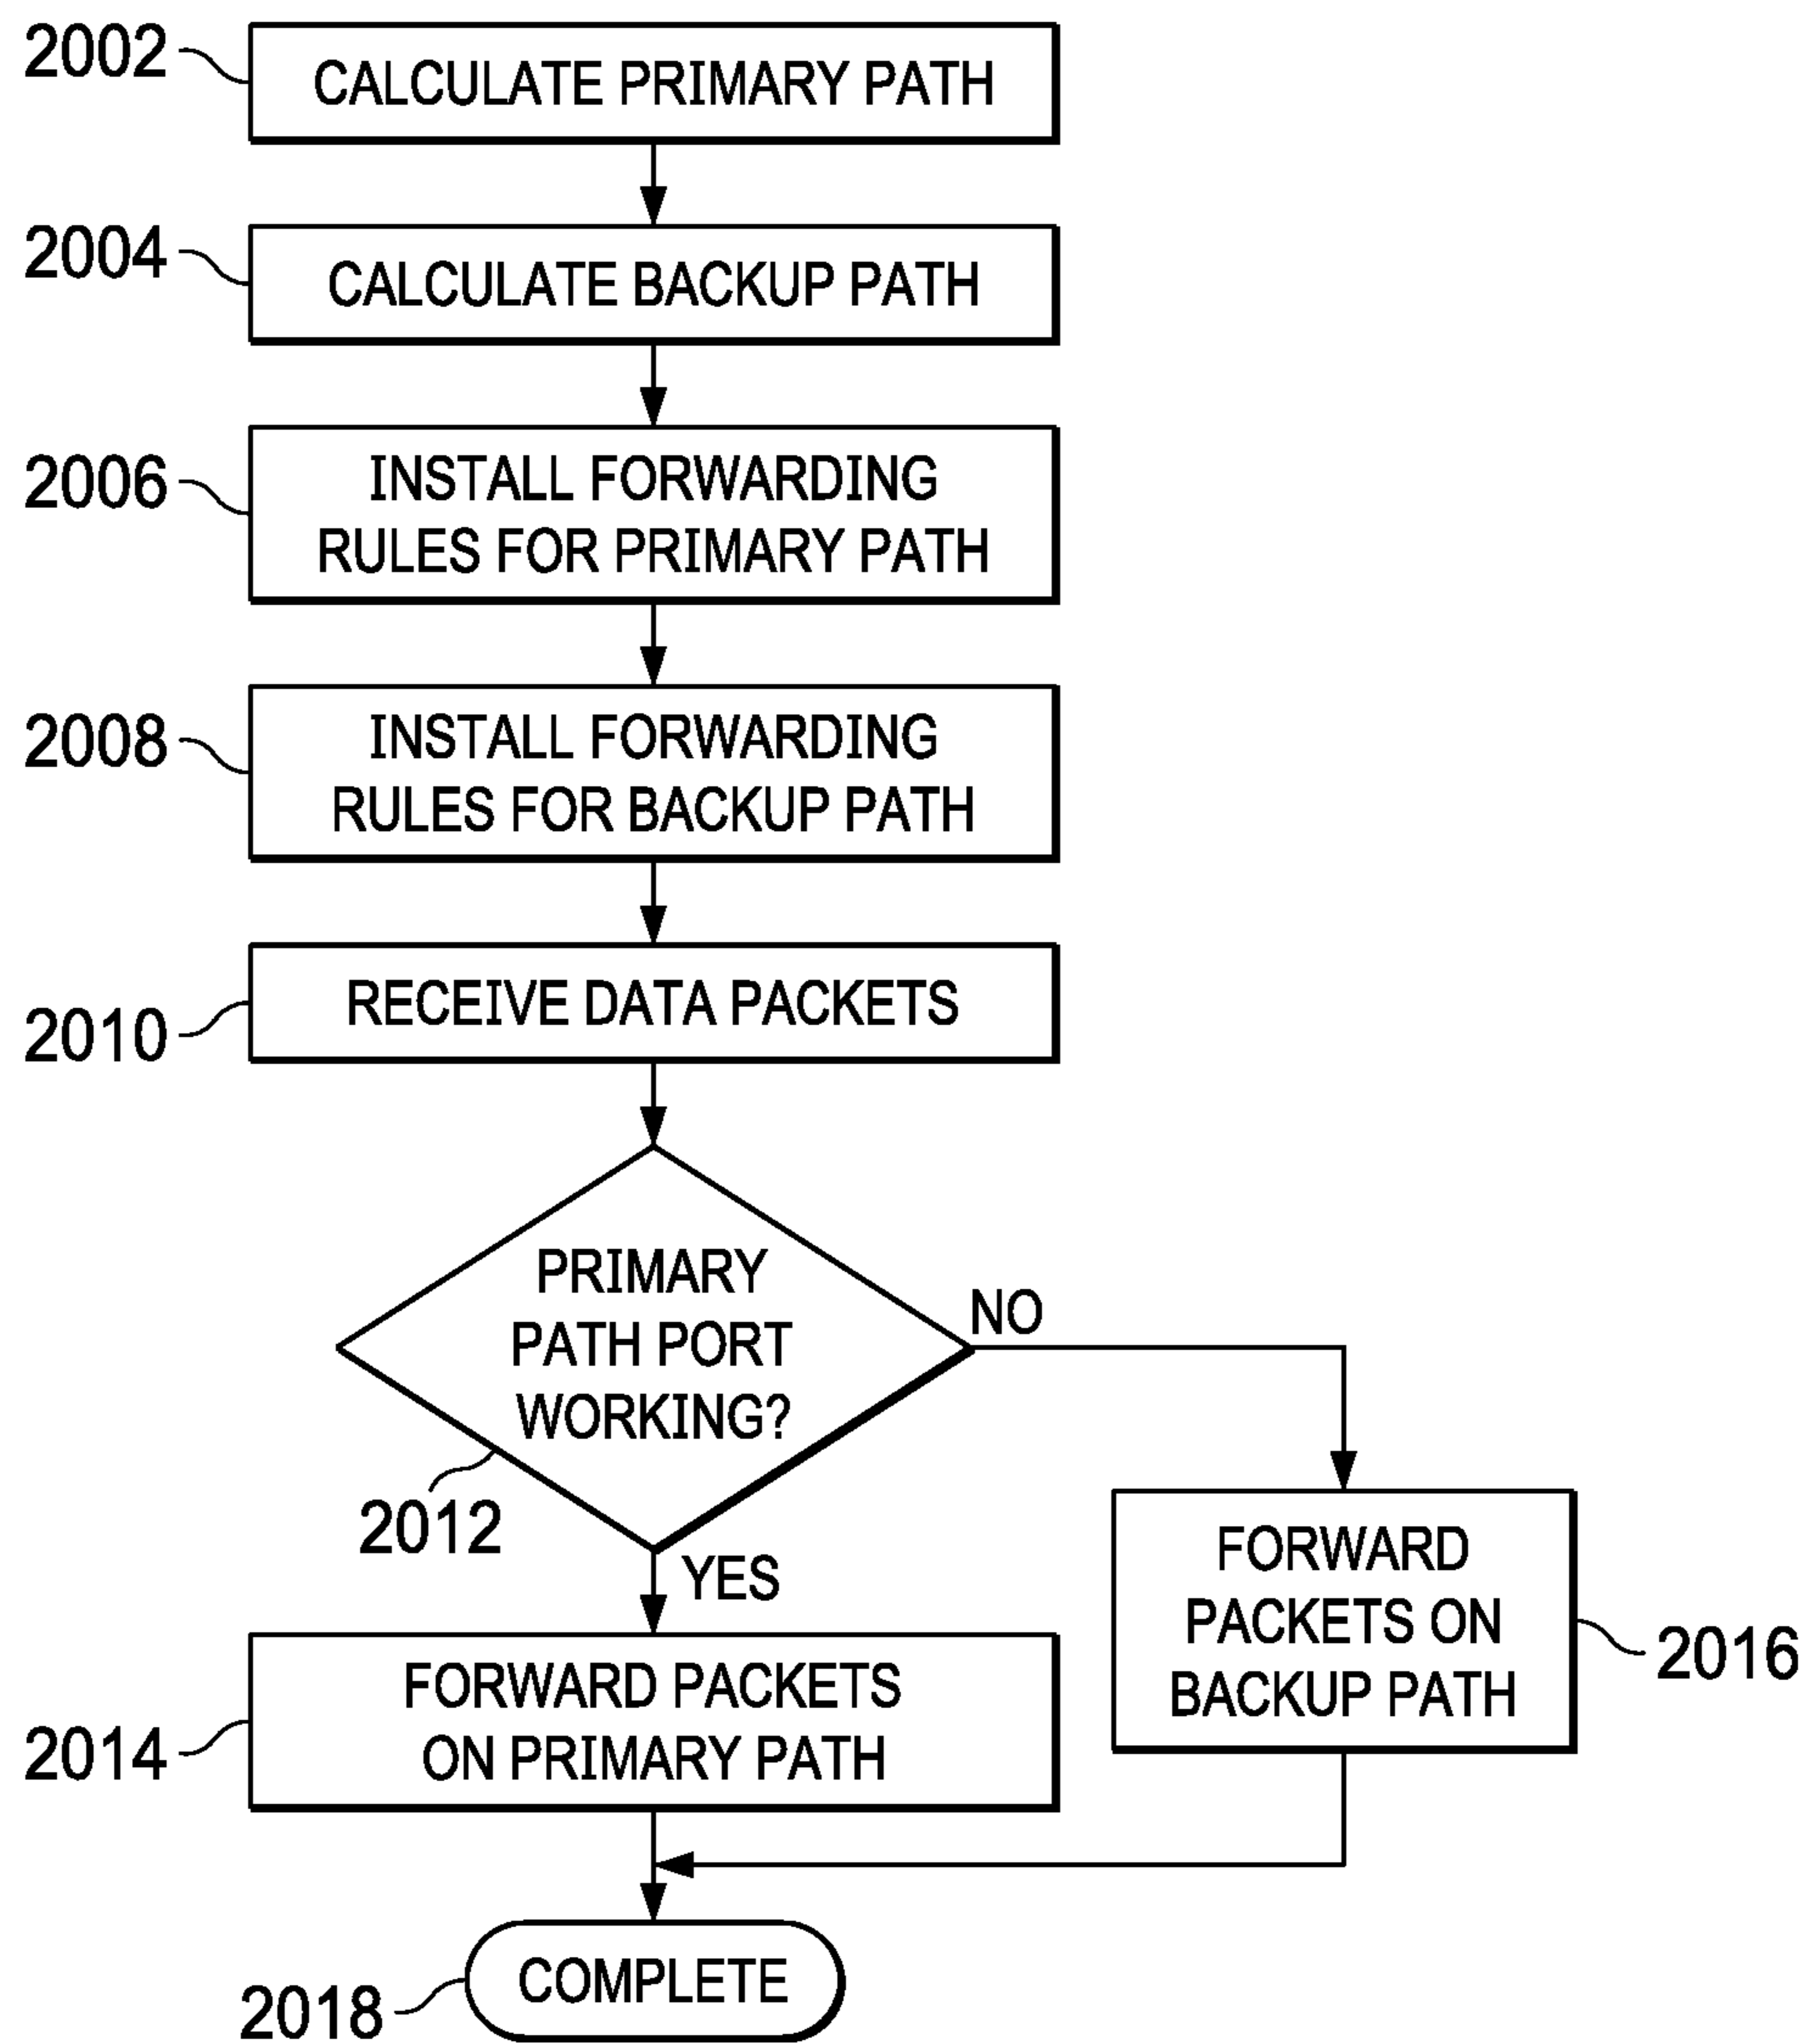 2002
CALCULATE PRIMARY PATH
2004
CALCULATE BACKUP PATH
2006
INSTALL FORWARDING
RULES FOR PRIMARY PATH
2008
INSTALL FORWARDING
RULES FOR BACKUP PATH
2010
RECEIVE DATA PACKETS
PRIMARY
PATH PORT
WORKING?
NO
2012
YES
FORWARD
PACKETS ON
BACKUP PATH
2016
2014
FORWARD PACKETS
ON PRIMARY PATH
2018
COMPLETE